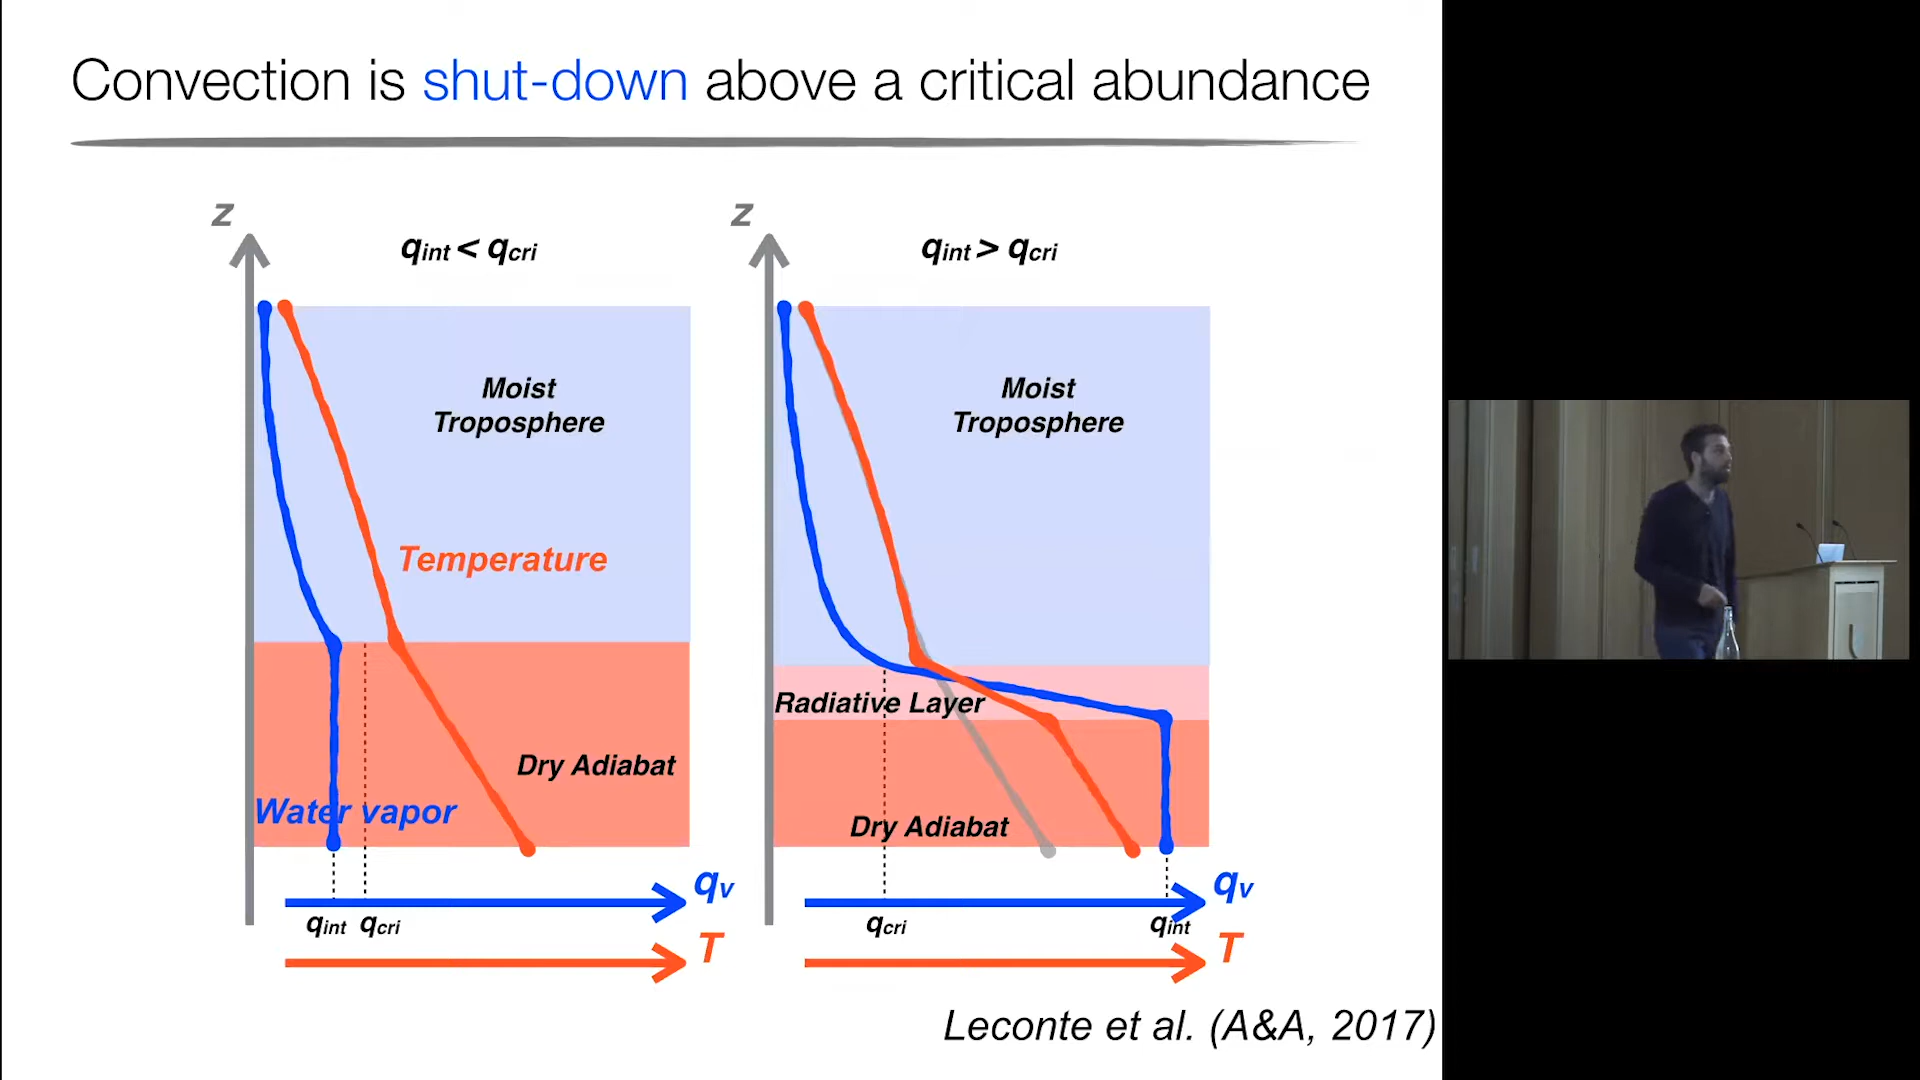 Convection is shut-down above a critical abundance
z
qint < qcri
Moist
Troposphere
Temperature
Dry Adiabat
Water vapor
qv
qint qcri
T
z
qint > qcri
Moist
Troposphere
Radiative Layer
Dry Adiabat
qv
qcri qint
T
Leconte et al. (A&A, 2017)